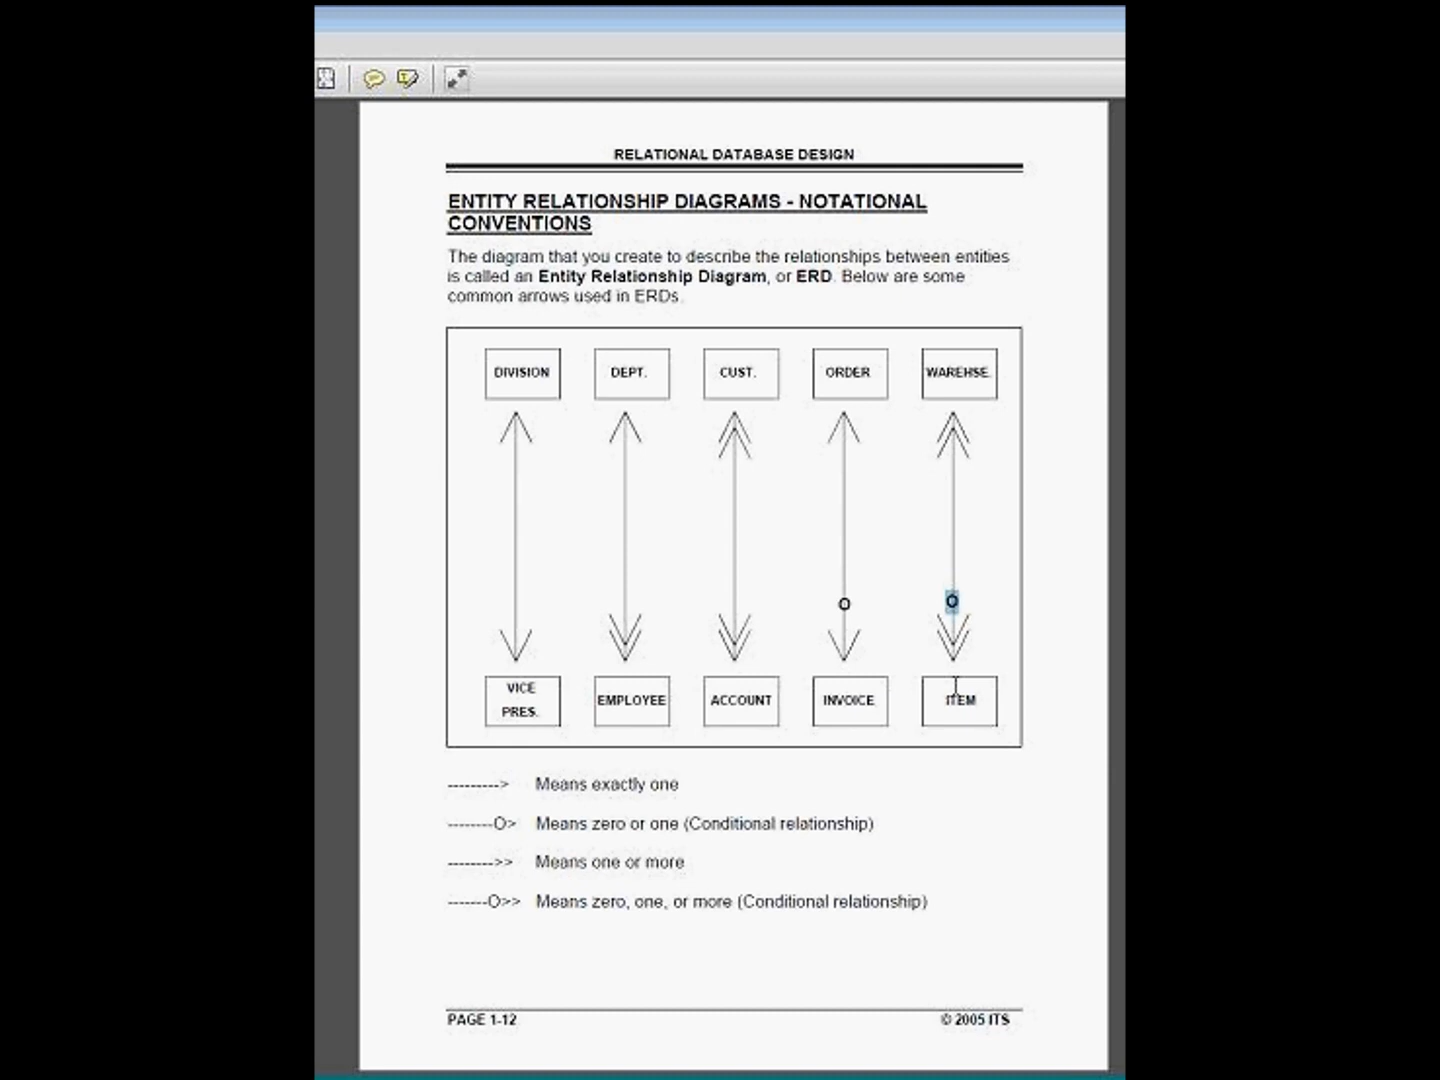 RELATIONAL DATABASE DESIGN
ENTITY RELATIONSHIP DIAGRAMS - NOTATIONAL
CONVENTIONS
The diagram that you create to describe the relationships between entities
is called an Entity Relationship Diagram, or ERD. Below are some
common arrows used in ERDs.
DIVISION DEPT. CUST. ORDER WAREHSE.
O O
VICE
PRES. EMPLOYEE ACCOUNT INVOICE ITEM
---------> Means exactly one
--------O> Means zero or one (Conditional relationship)
-------->> Means one or more
-------O>> Means zero, one, or more (Conditional relationship)
PAGE 1-12 © 2005 ITS